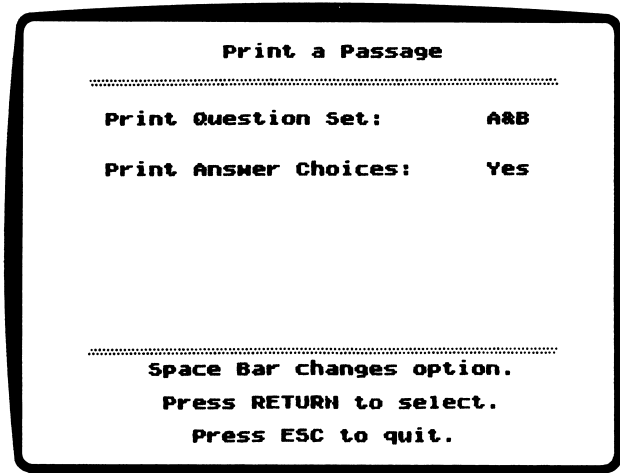 Print a Passage
Print Question Set: A&B
Print Answer Choices: Yes
Space Bar changes option.
Press RETURN to select.
Press ESC to quit.